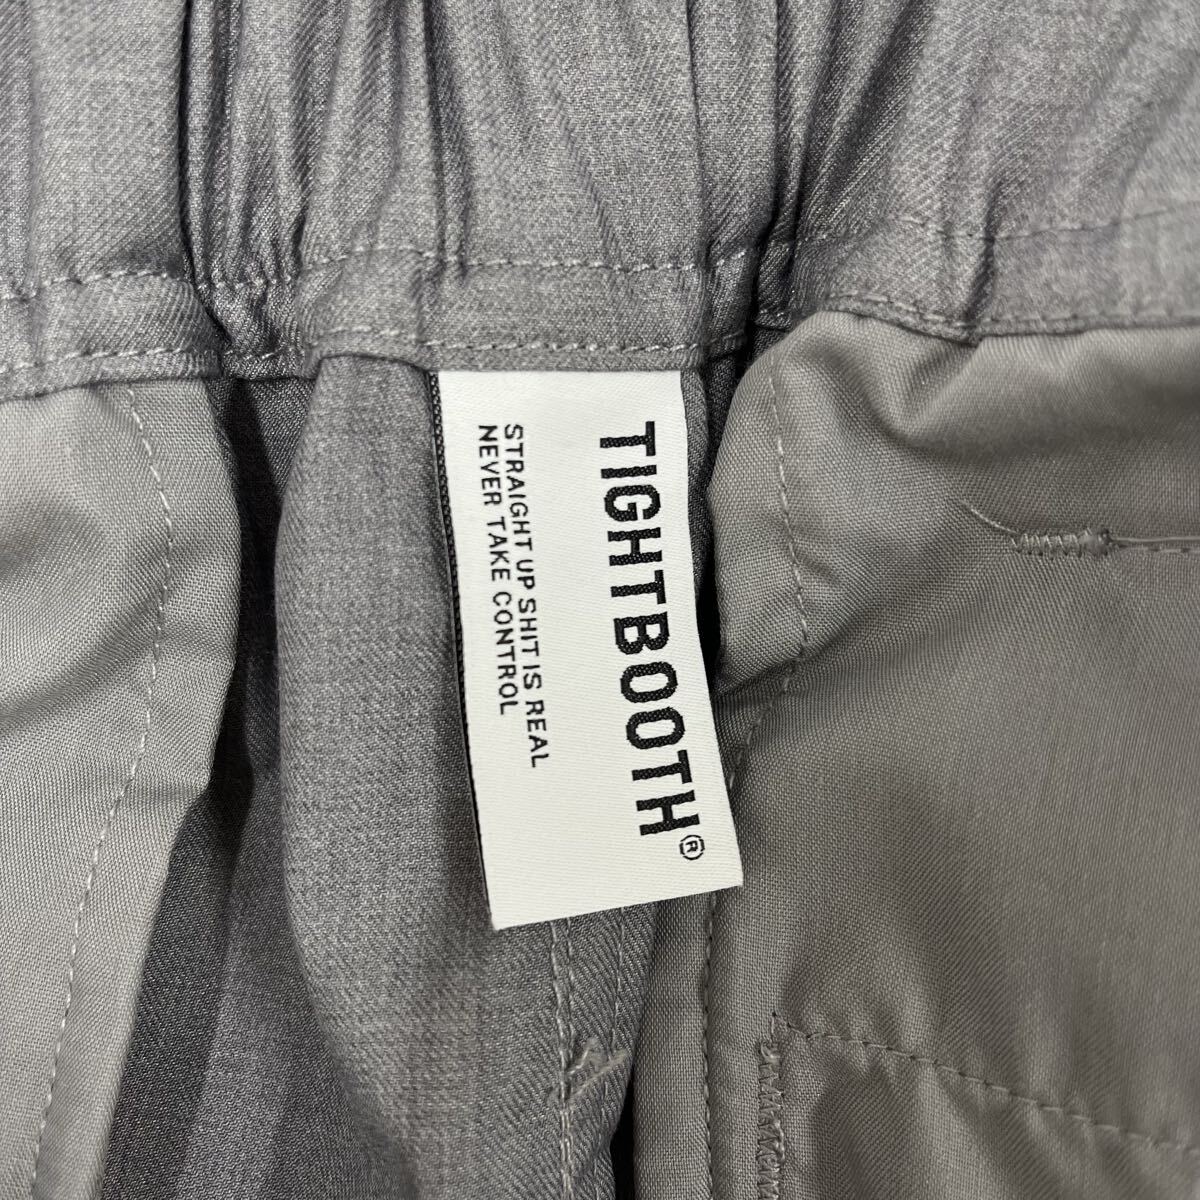 TIGHTBOOTH®
STRAIGHT UP SHIT IS REAL
NEVER TAKE CONTROL